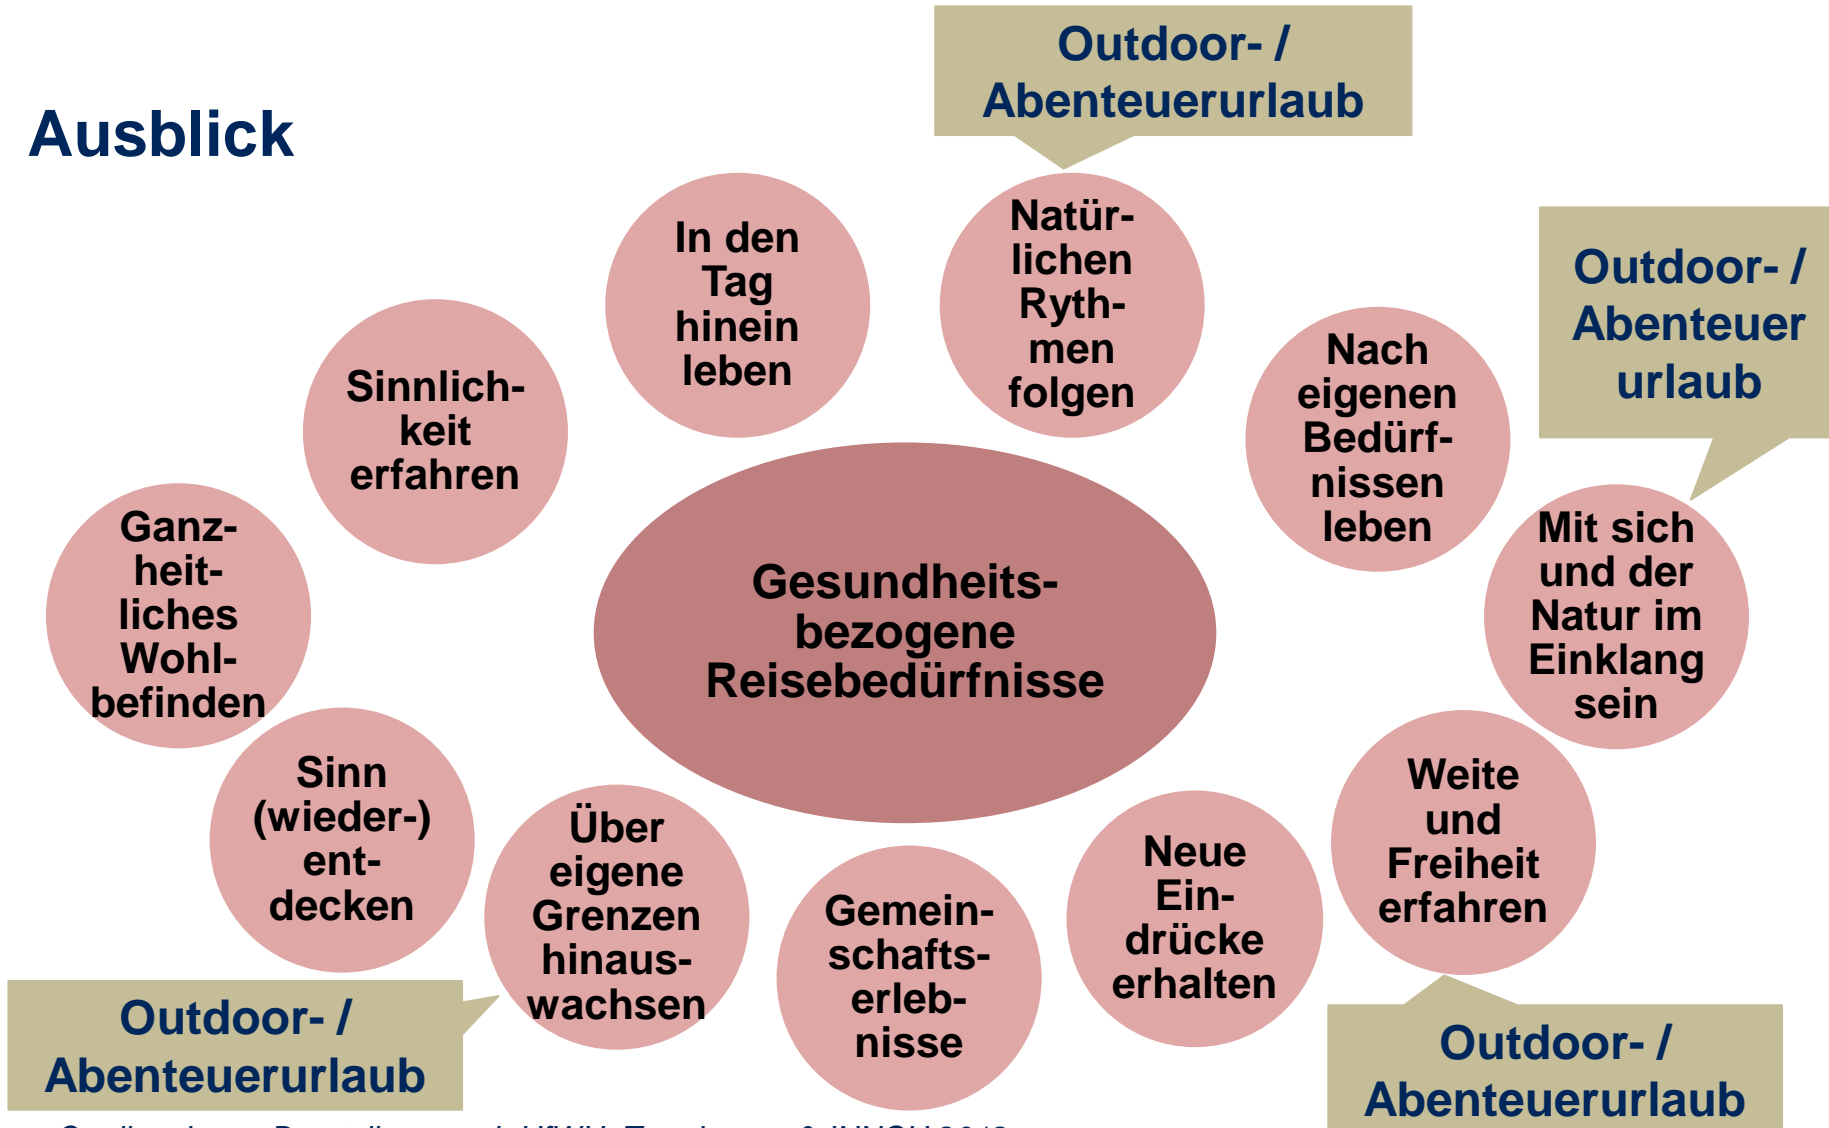 Ausblick
Outdoor- /
Abenteuerurlaub
In den
Tag
hinein
leben
Natür-
lichen
Ryth-
men
folgen
Outdoor- /
Abenteuer
urlaub
Sinnlich-
keit
erfahren
Nach
eigenen
Bedürf-
nissen
leben
Ganz-
heit-
liches
Wohl-
befinden
Gesundheits-
bezogene
Reisebedürfnisse
Mit sich
und der
Natur im
Einklang
sein
Sinn
(wieder-)
ent-
decken
Über
eigene
Grenzen
hinaus-
wachsen
Gemein-
schafts-
erleb-
nisse
Neue
Ein-
drücke
erhalten
Weite
und
Freiheit
erfahren
Outdoor- /
Abenteuerurlaub
Outdoor- /
Abenteuerurlaub